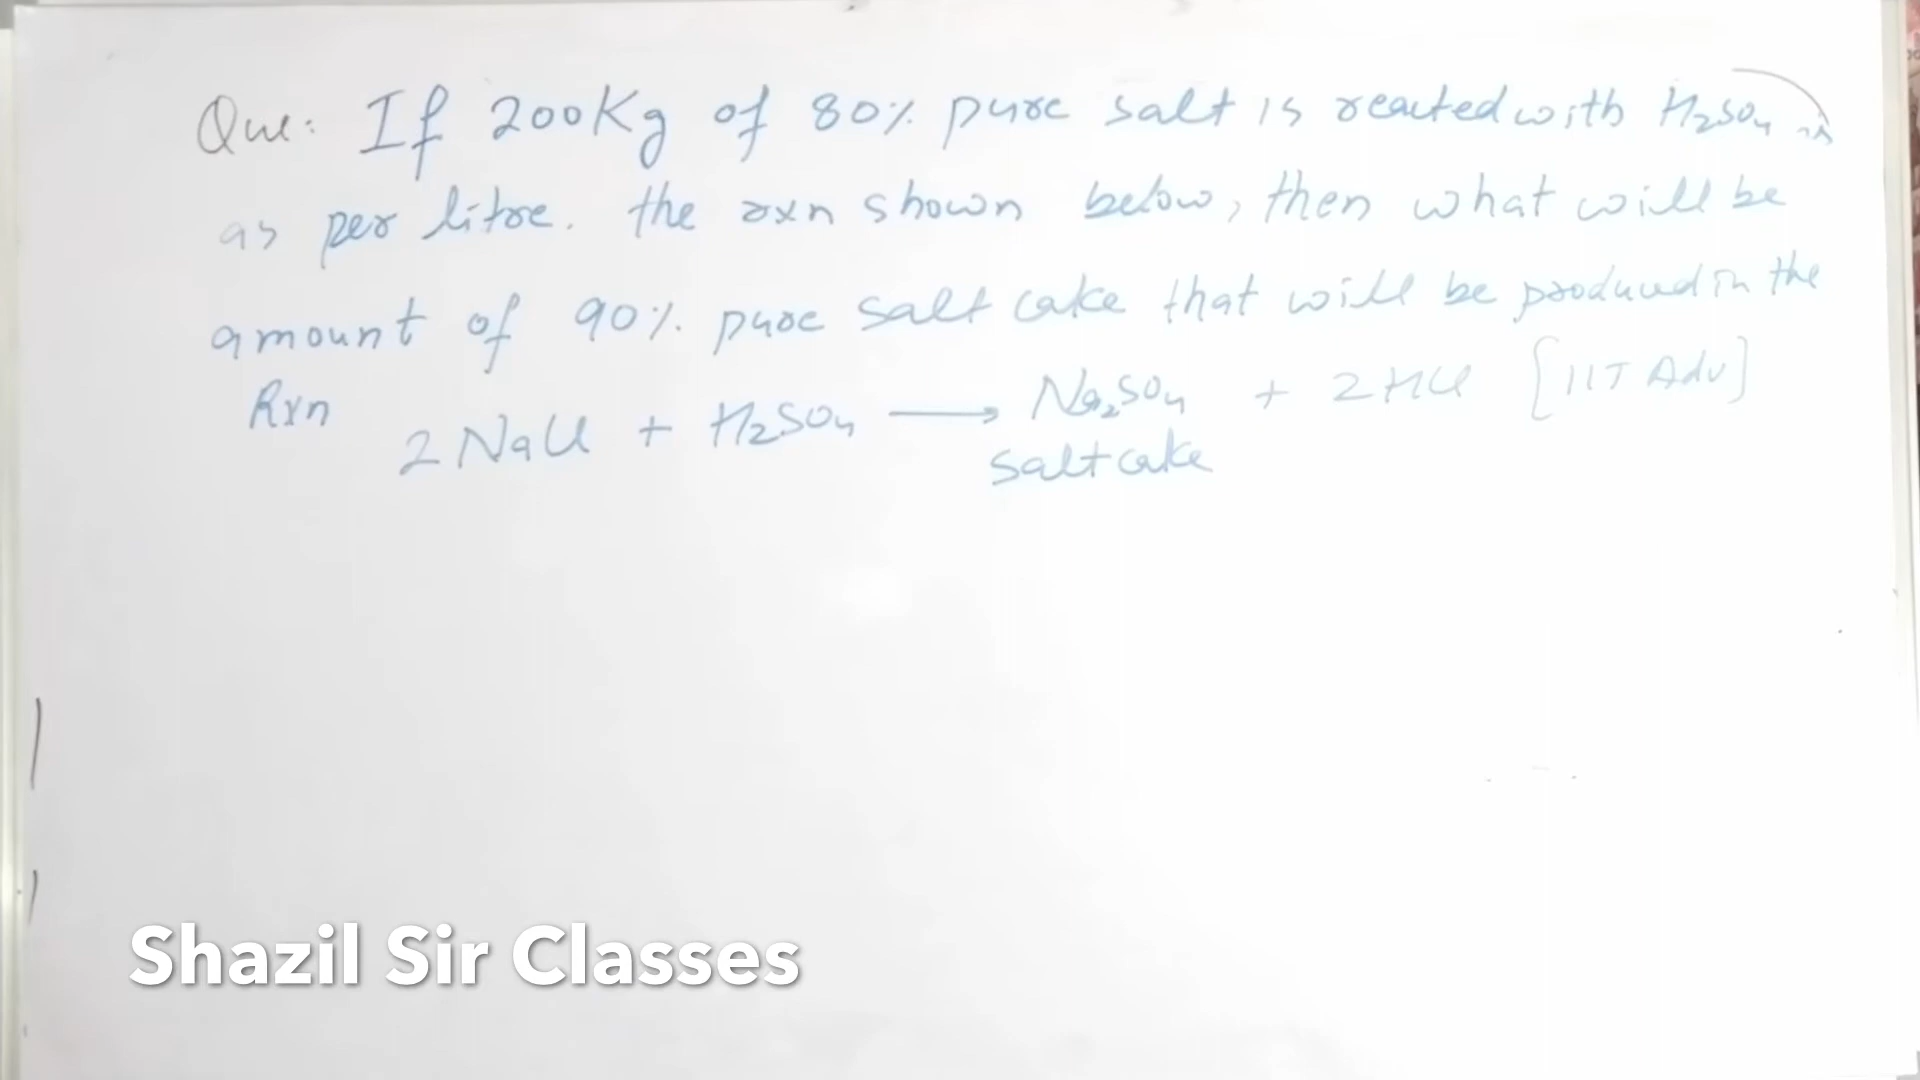 Que: If 200Kg of 80% pure salt is reacted with H₂SO₄
as per litre. the rxn shown below, then what will be
amount of 90% pure salt cake that will be produced in the
Rxn
2NaCl + H₂SO₄ → Na₂SO₄ + 2HCl [IIT Adv]
salt cake
Shazil Sir Classes